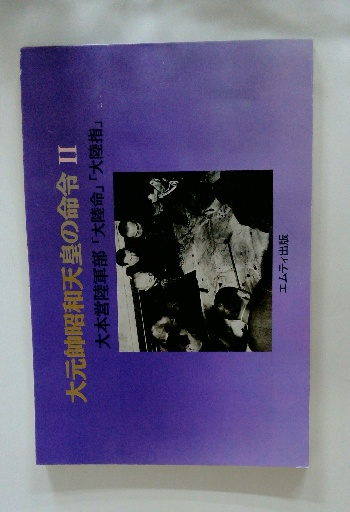 大元帥昭和天皇の命令 II
大本営陸軍部「大陸命」「大陸指」
エムティ出版